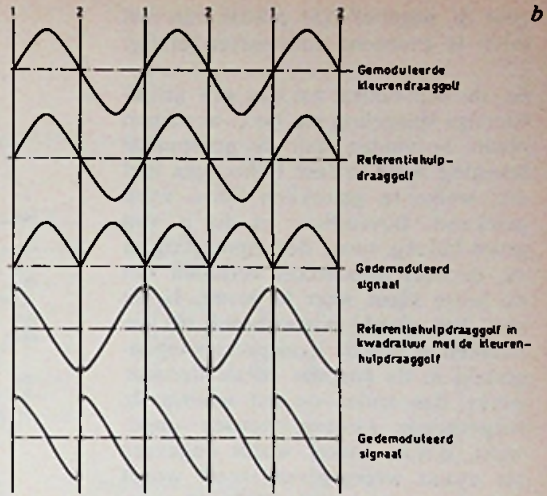 1 2 1 2 1 2 b
Gemoduleerde
kleurendraaggolf
Referentiehulp-
draaggolf
Gedemoduleerd
signaal
Referentiehulpdraaggolf in
kwadratuur met de kleuren-
hulpdraaggolf
Gedemoduleerd
signaal